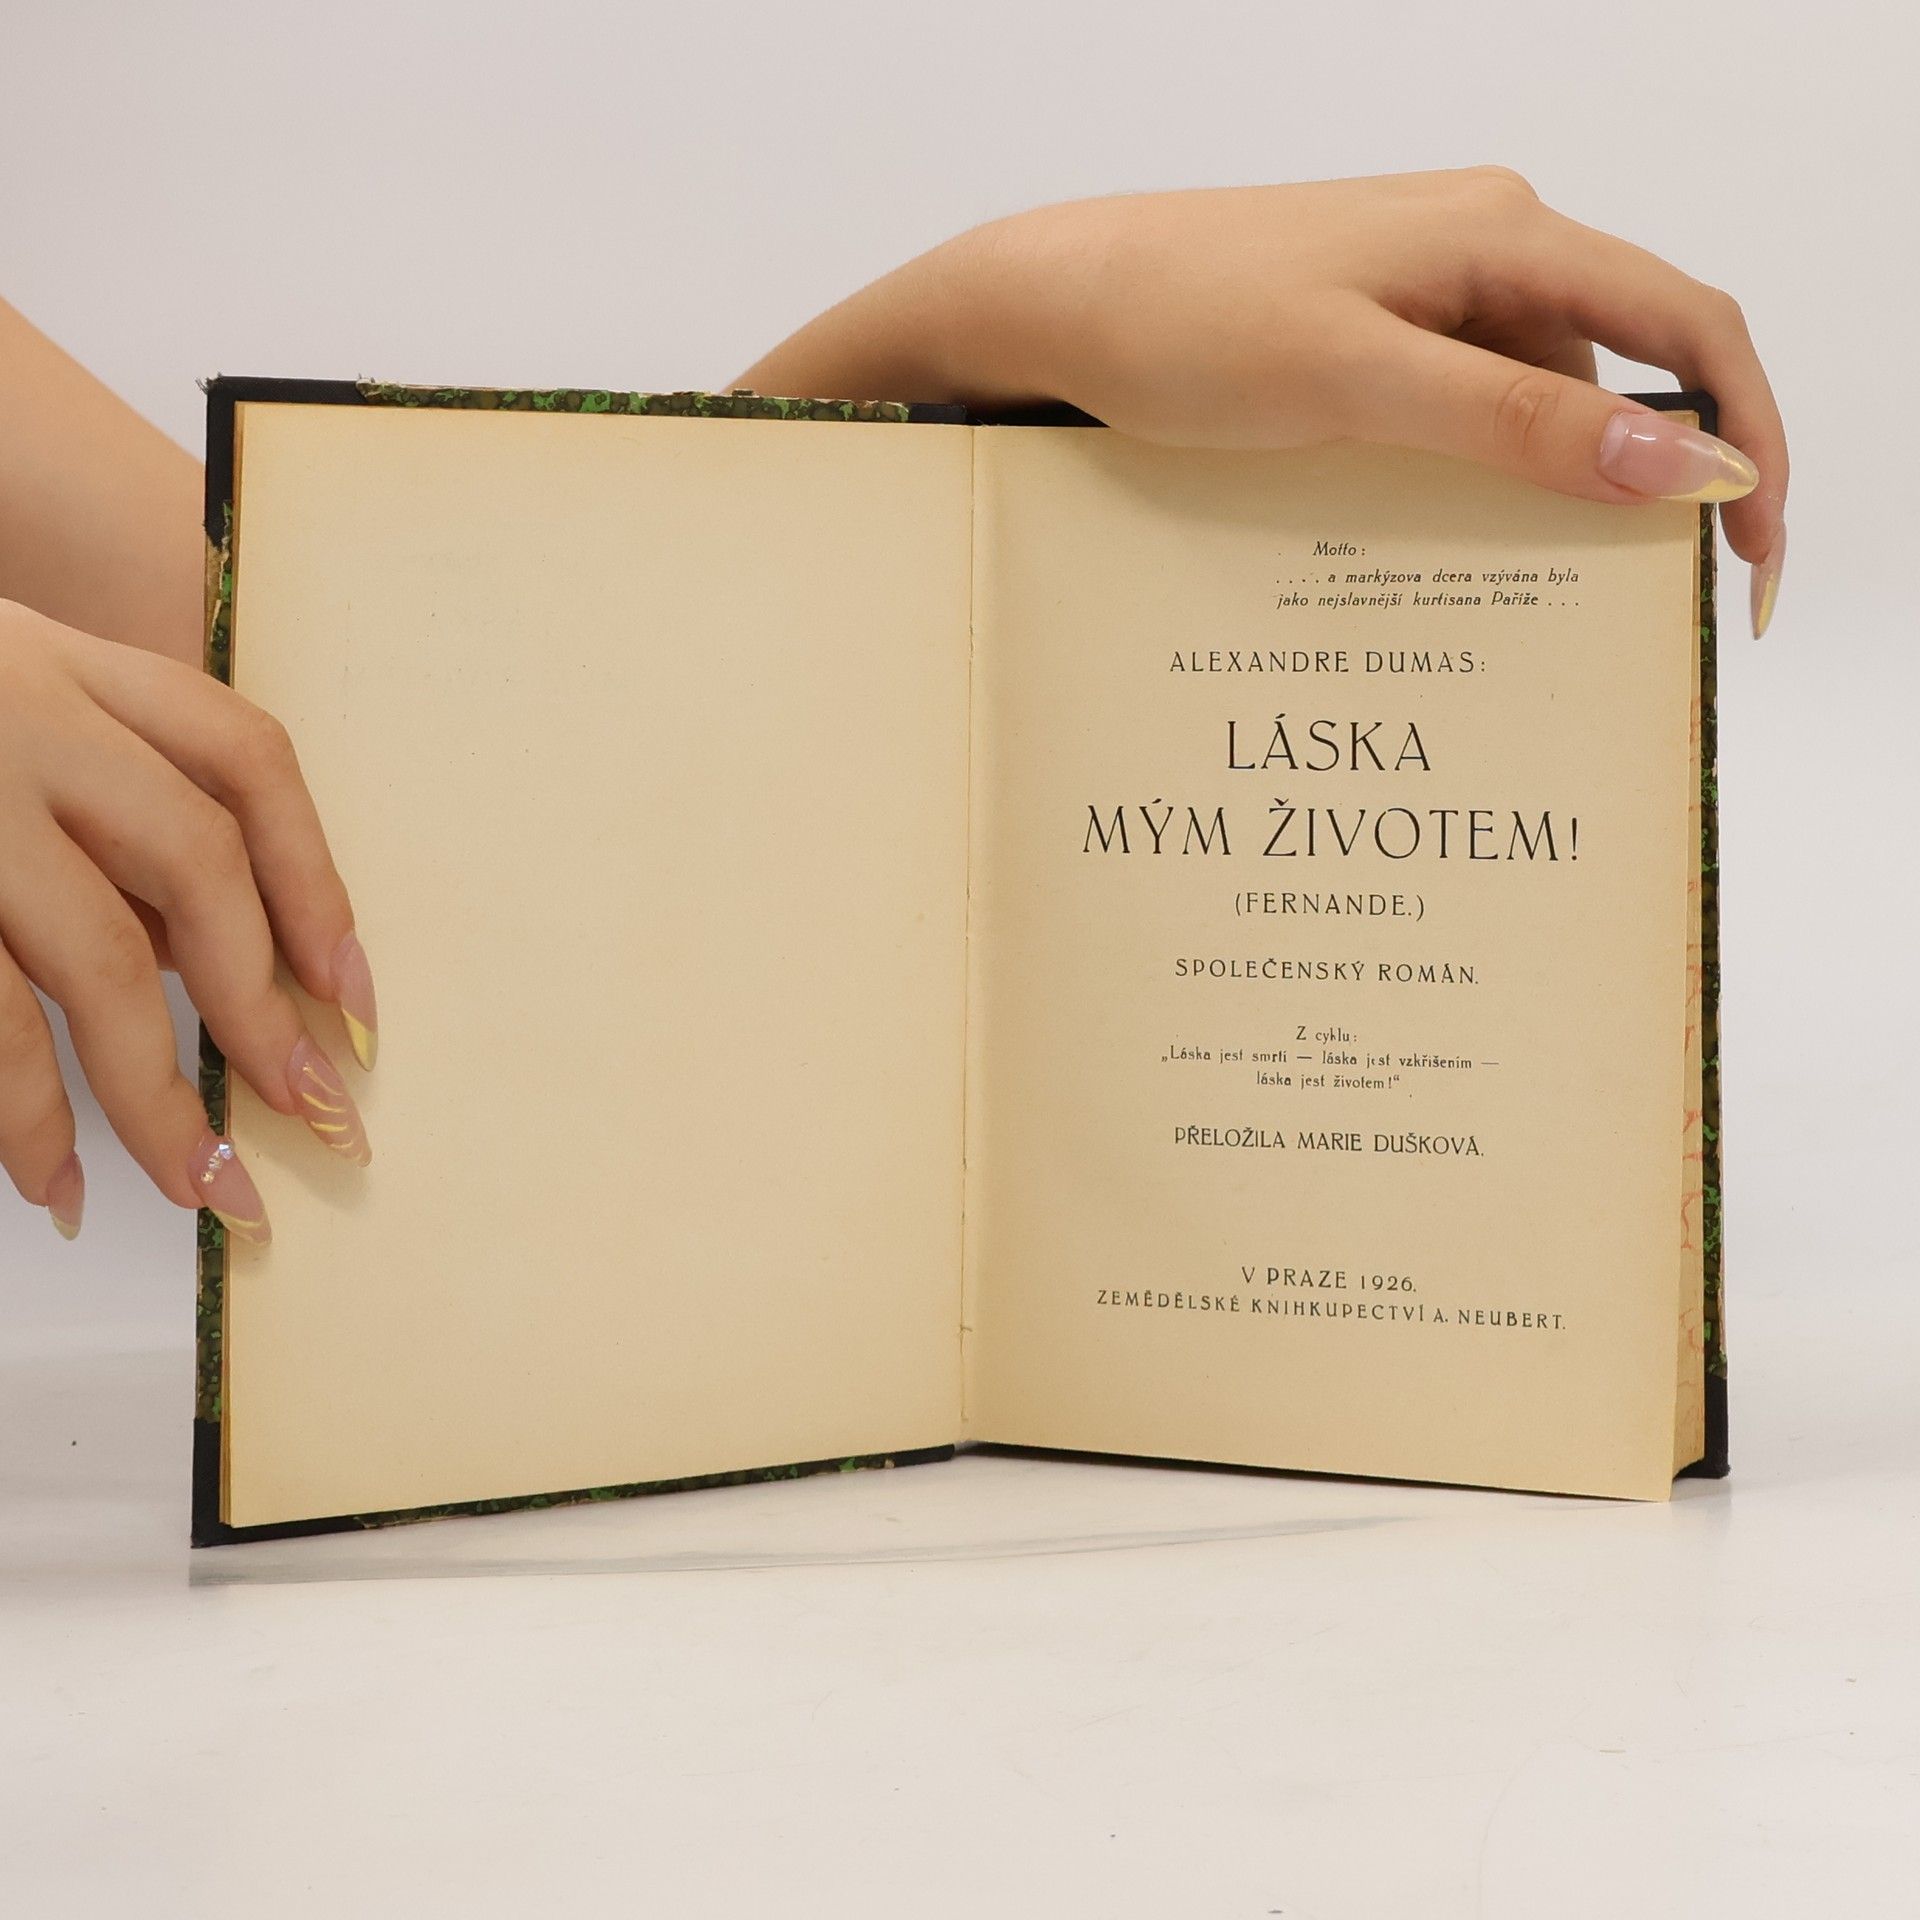 Motto:
. . . . a markýzova dcera vzývána byla
jako nejslavnější kurtisana Paříže . . .
ALEXANDRE DUMAS:
LÁSKA
MÝM ŽIVOTEM!
(FERNANDE.)
SPOLEČENSKÝ ROMÁN.
Z cyklu:
„Láska jest smrtí — láska jest vzkřišením —
láska jest životem!“
PŘELOŽILA MARIE DUŠKOVÁ.
V PRAZE 1926.
ZEMĚDĚLSKÉ KNIHKUPECTVÍ A. NEUBERT.